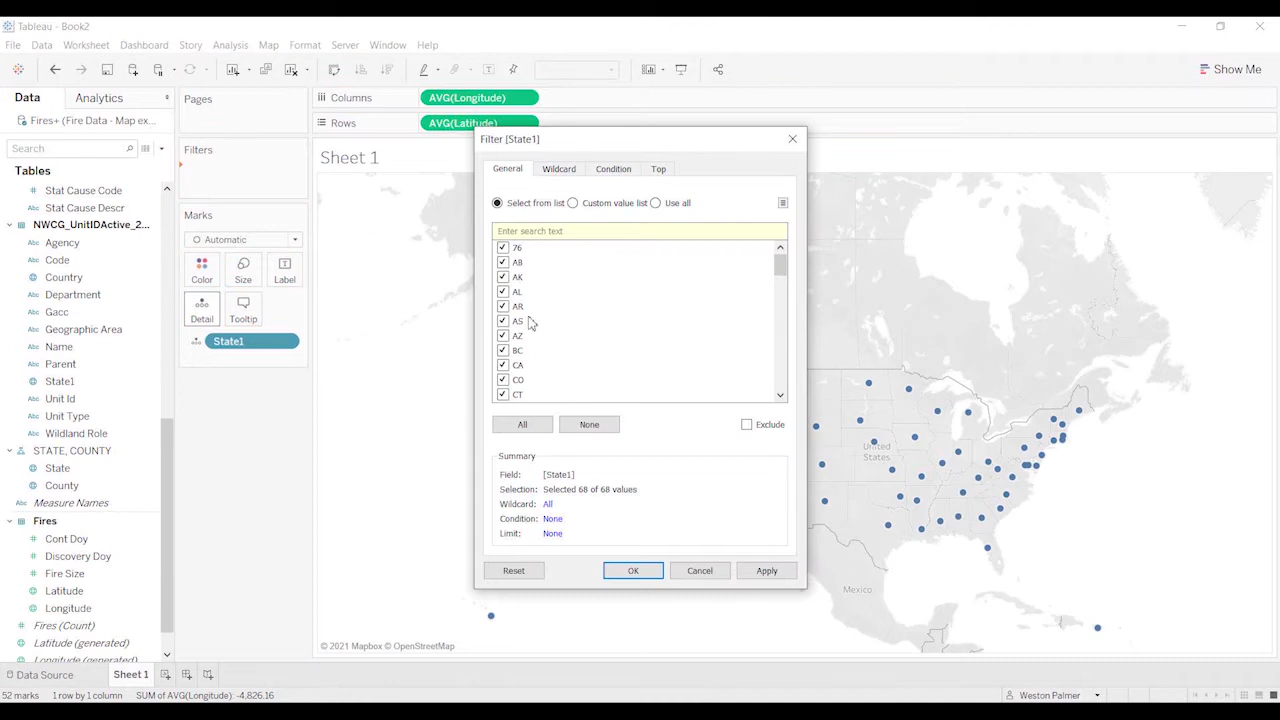 Tableau - Book2
File Data Worksheet Dashboard Story Analysis Map Format Server Window Help
Show Me
Data Analytics
Fires+ (Fire Data - Map ex...
Search
Tables
Stat Cause Code
Stat Cause Descr
NWCG_UnitIDActive_2...
Agency
Code
Country
Department
Gacc
Geographic Area
Name
Parent
State1
Unit Id
Unit Type
Wildland Role
STATE, COUNTY
State
County
Measure Names
Fires
Cont Doy
Discovery Doy
Fire Size
Latitude
Longitude
Fires (Count)
Latitude (generated)
Longitude (generated)
Pages
Filters
Marks
Automatic
Color Size Label
Detail Tooltip
State1
Columns AVG(Longitude)
Rows AVG(Latitude)
Sheet 1
Filter [State1]
General Wildcard Condition Top
Select from list Custom value list Use all
Enter search text
76
AB
AK
AL
AR
AS
AZ
BC
CA
CO
CT
All None Exclude
Summary
Field: [State1]
Selection: Selected 68 of 68 values
Wildcard: All
Condition: None
Limit: None
Reset OK Cancel Apply
United
States
Mexico
© 2021 Mapbox © OpenStreetMap
Data Source Sheet 1
52 marks 1 row by 1 column SUM of AVG(Longitude): -4,826.16
Weston Palmer